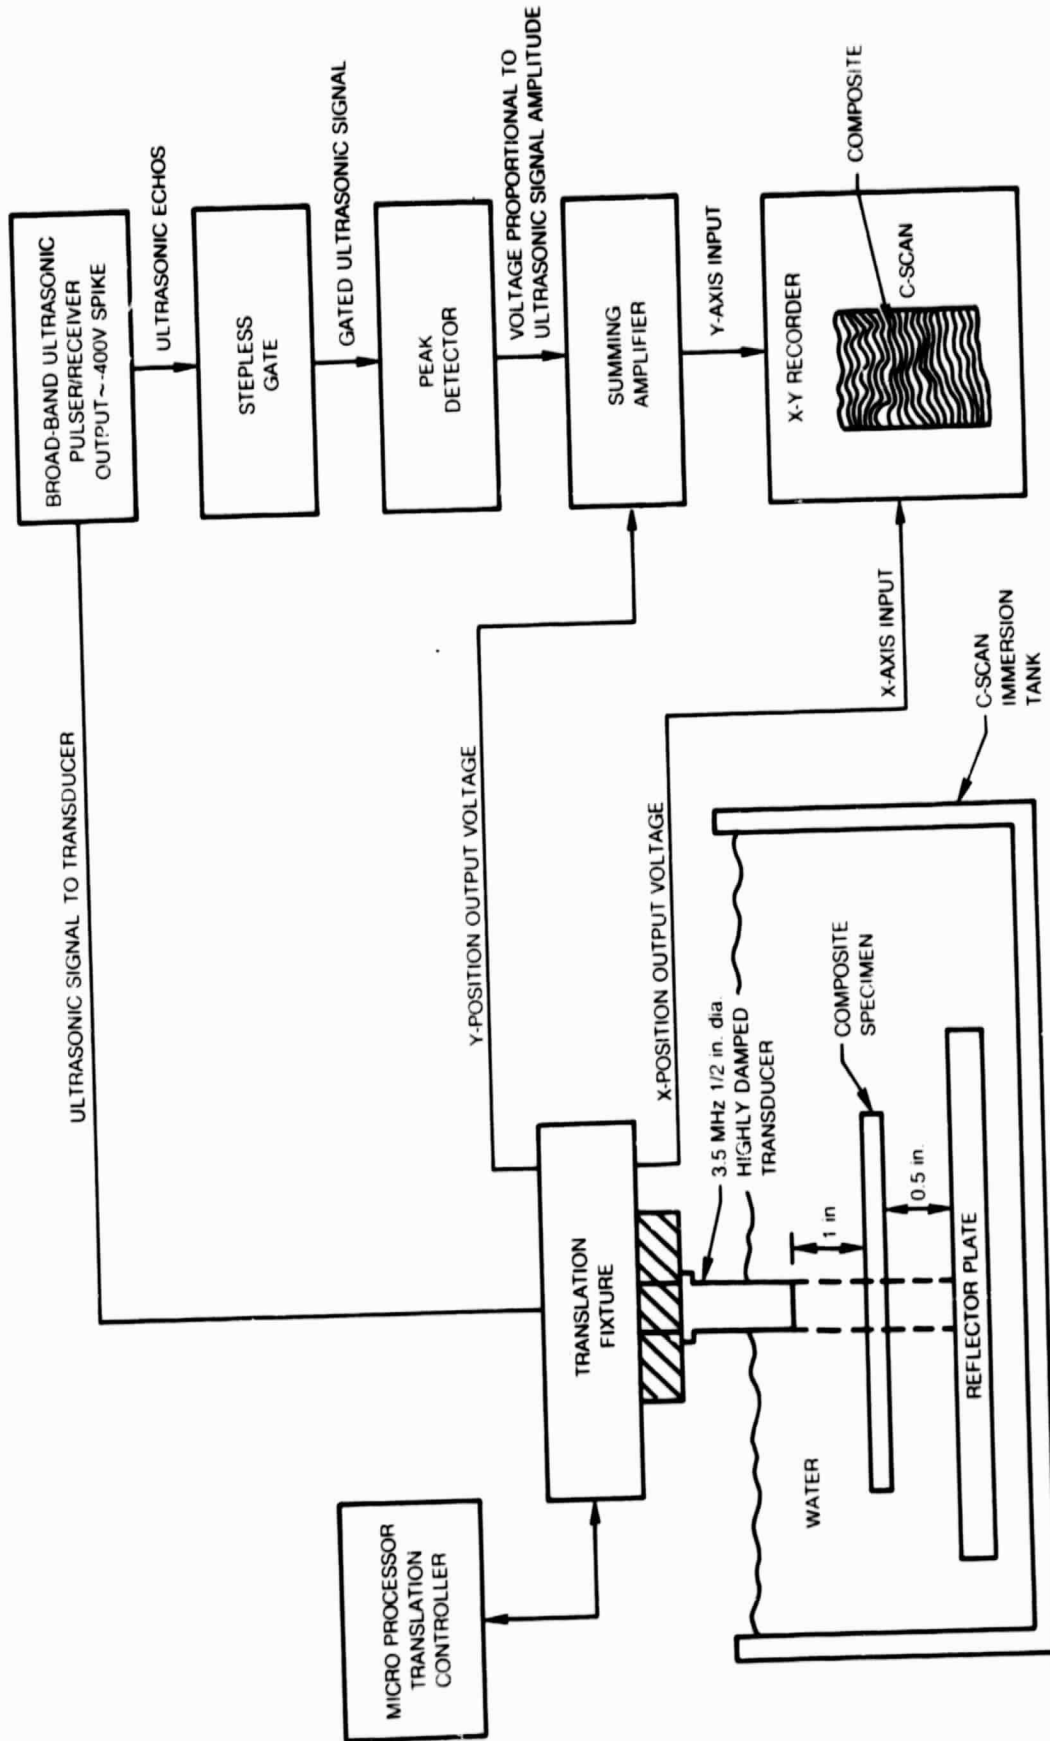 BROAD-BAND ULTRASONIC
PULSER/RECEIVER
OUTPUT~-400V SPIKE
ULTRASONIC SIGNAL TO TRANSDUCER
ULTRASONIC ECHOS
STEPLESS
GATE
GATED ULTRASONIC SIGNAL
PEAK
DETECTOR
VOLTAGE PROPORTIONAL TO
ULTRASONIC SIGNAL AMPLITUDE
SUMMING
AMPLIFIER
Y-AXIS INPUT
X-Y RECORDER
C-SCAN
COMPOSITE
Y-POSITION OUTPUT VOLTAGE
X-POSITION OUTPUT VOLTAGE
X-AXIS INPUT
MICRO PROCESSOR
TRANSLATION
CONTROLLER
TRANSLATION
FIXTURE
3.5 MHz 1/2 in. dia.
HIGHLY DAMPED
TRANSDUCER
C-SCAN
IMMERSION
TANK
WATER
1 in
COMPOSITE
SPECIMEN
0.5 in.
REFLECTOR PLATE